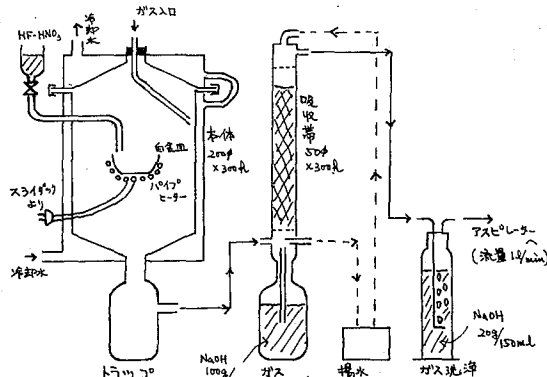 冷却水
ガス入口
HF-HNO3
本体
200φ
×300h
白金皿
パイプ
ヒーター
スライダック
より
冷却水
トラップ
吸収帯
50φ
×300h
NaOH
100g/
ガス
揚水
アスピレーターへ
(流量1ℓ/min)
NaOH
20g/150ml
ガス洗浄